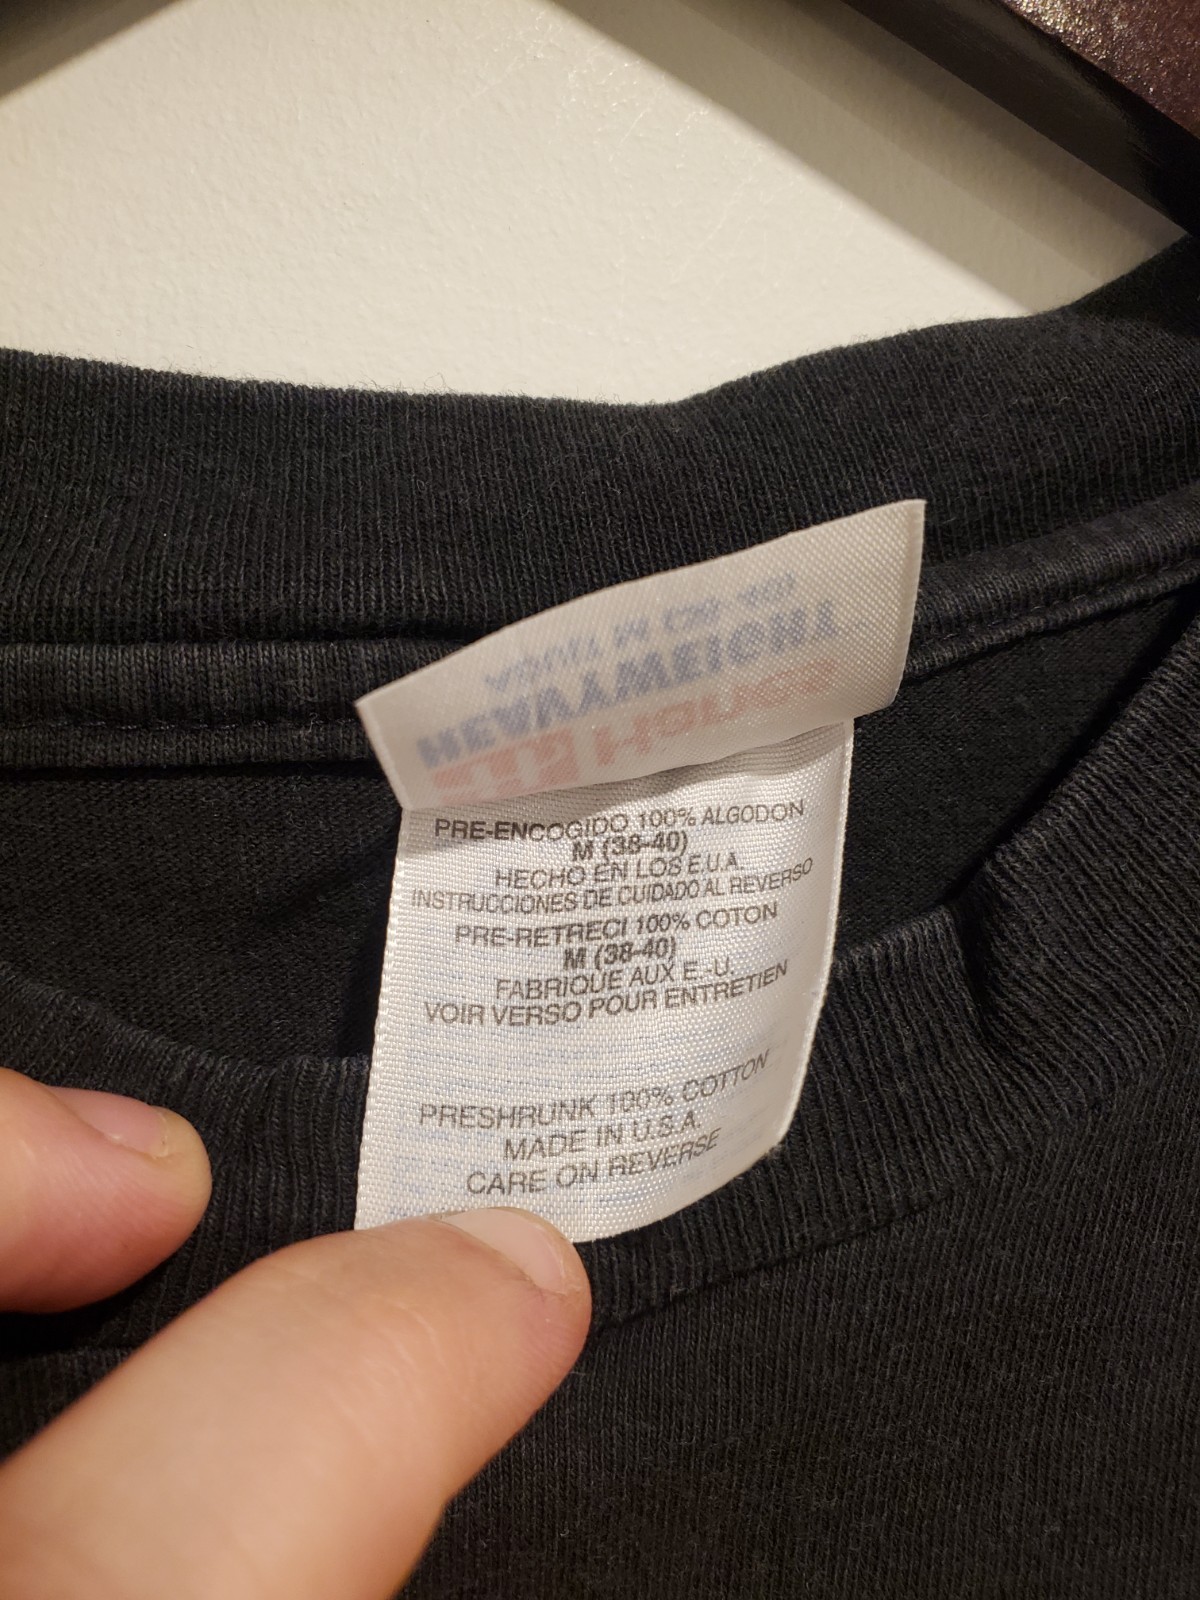 HEAVYWEIGHT
Hanes
PRE-ENCOGIDO 100% ALGODON
M (38-40)
HECHO EN LOS E.U.A.
INSTRUCCIONES DE CUIDADO AL REVERSO
PRE-RETRECI 100% COTON
M (38-40)
FABRIQUE AUX E.-U.
VOIR VERSO POUR ENTRETIEN
PRESHRUNK 100% COTTON
MADE IN U.S.A.
CARE ON REVERSE